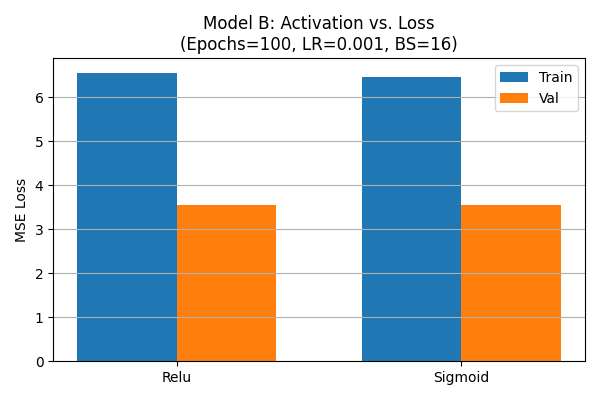 Model B: Activation vs. Loss
(Epochs=100, LR=0.001, BS=16)
MSE Loss
6
5
4
3
2
1
0
Train
Val
Relu
Sigmoid